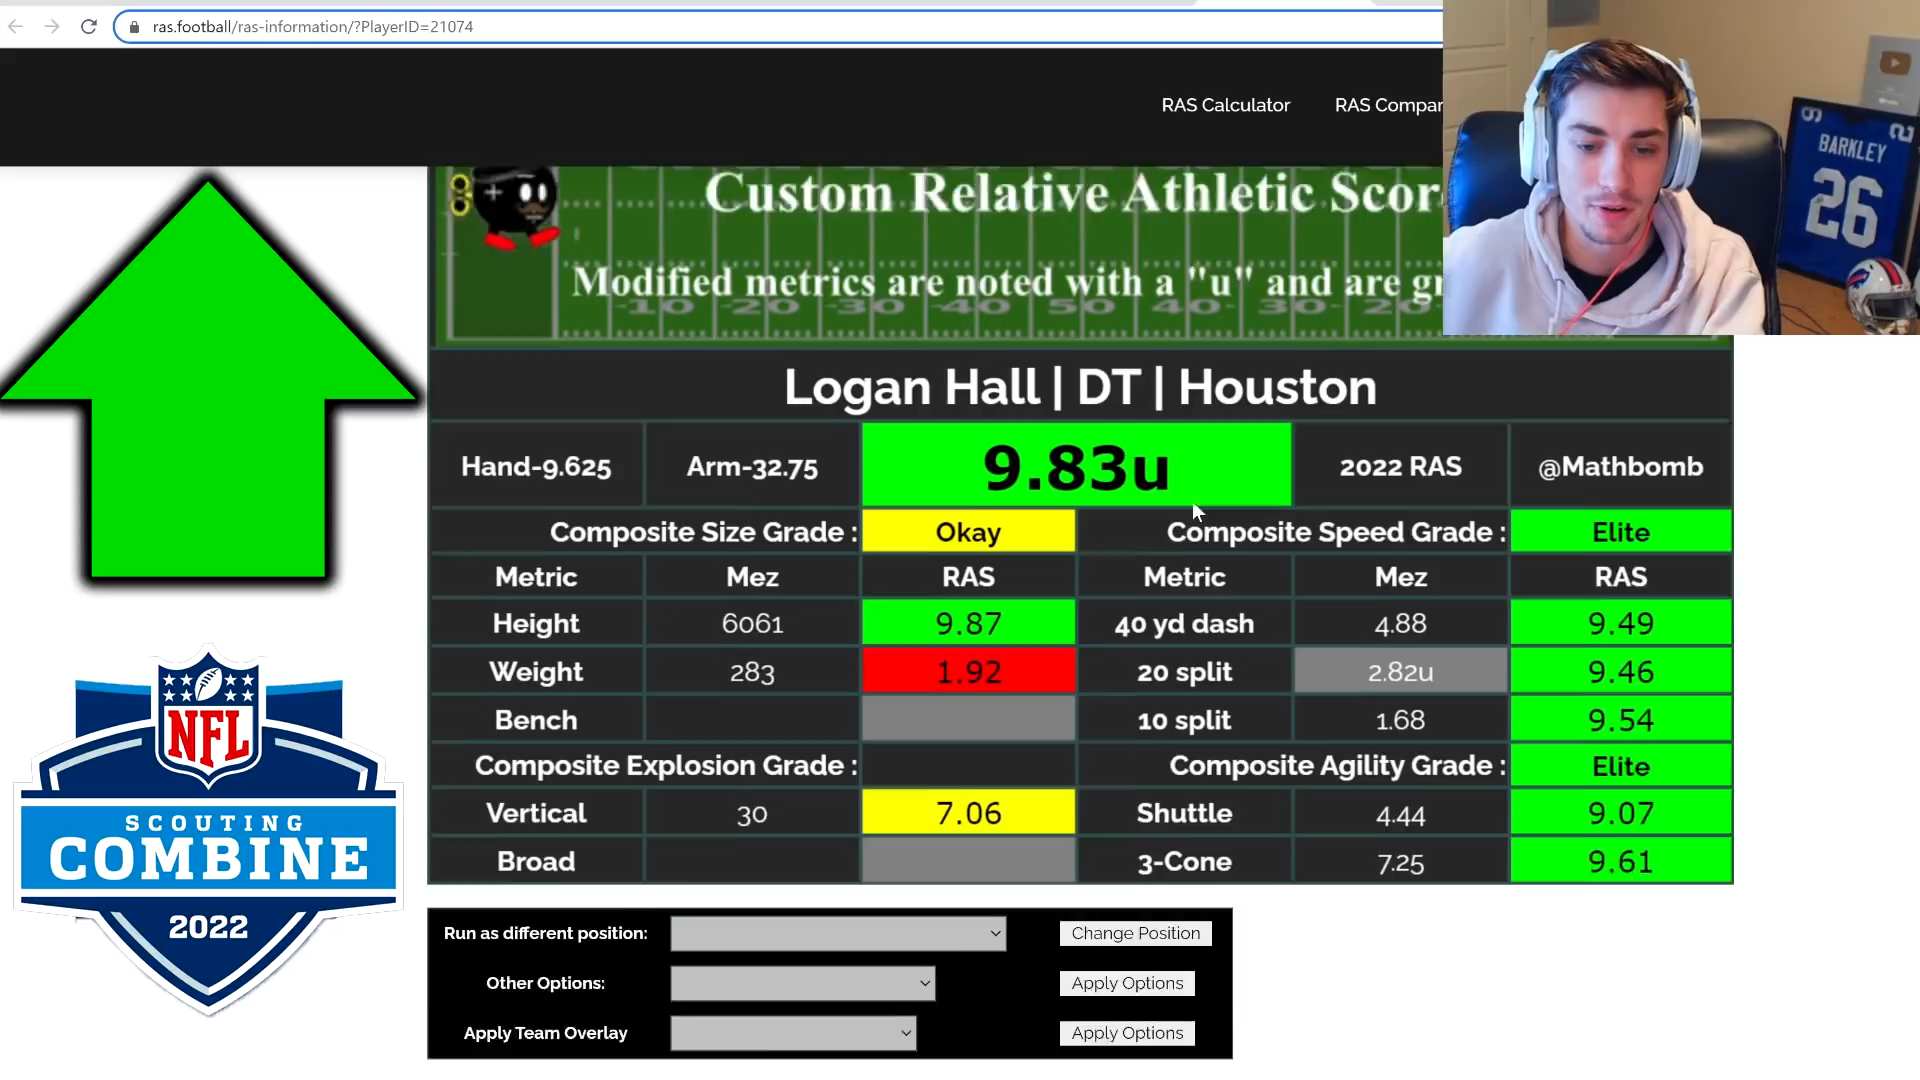 ras.football/ras-information/?PlayerID=21074
RAS Calculator RAS Compar
Custom Relative Athletic Scor
Modified metrics are noted with a "u" and are gr
BARKLEY
26
Logan Hall | DT | Houston
Hand-9.625 Arm-32.75 9.83u 2022 RAS @Mathbomb
Composite Size Grade : Okay Composite Speed Grade : Elite
Metric Mez RAS Metric Mez RAS
Height 6061 9.87 40 yd dash 4.88 9.49
Weight 283 1.92 20 split 2.82u 9.46
Bench 10 split 1.68 9.54
Composite Explosion Grade : Composite Agility Grade : Elite
Vertical 30 7.06 Shuttle 4.44 9.07
Broad 3-Cone 7.25 9.61
NFL
SCOUTING
COMBINE
2022
Run as different position: Change Position
Other Options: Apply Options
Apply Team Overlay Apply Options